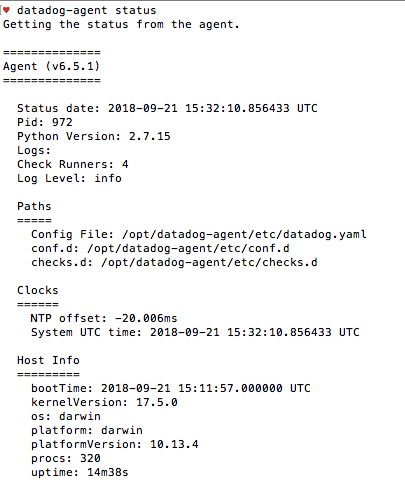 ♥ datadog-agent status
Getting the status from the agent.

==============
Agent (v6.5.1)
==============

  Status date: 2018-09-21 15:32:10.856433 UTC
  Pid: 972
  Python Version: 2.7.15
  Logs:
  Check Runners: 4
  Log Level: info

  Paths
  =====
    Config File: /opt/datadog-agent/etc/datadog.yaml
    conf.d: /opt/datadog-agent/etc/conf.d
    checks.d: /opt/datadog-agent/etc/checks.d

  Clocks
  ======
    NTP offset: -20.006ms
    System UTC time: 2018-09-21 15:32:10.856433 UTC

  Host Info
  =========
    bootTime: 2018-09-21 15:11:57.000000 UTC
    kernelVersion: 17.5.0
    os: darwin
    platform: darwin
    platformVersion: 10.13.4
    procs: 320
    uptime: 14m38s